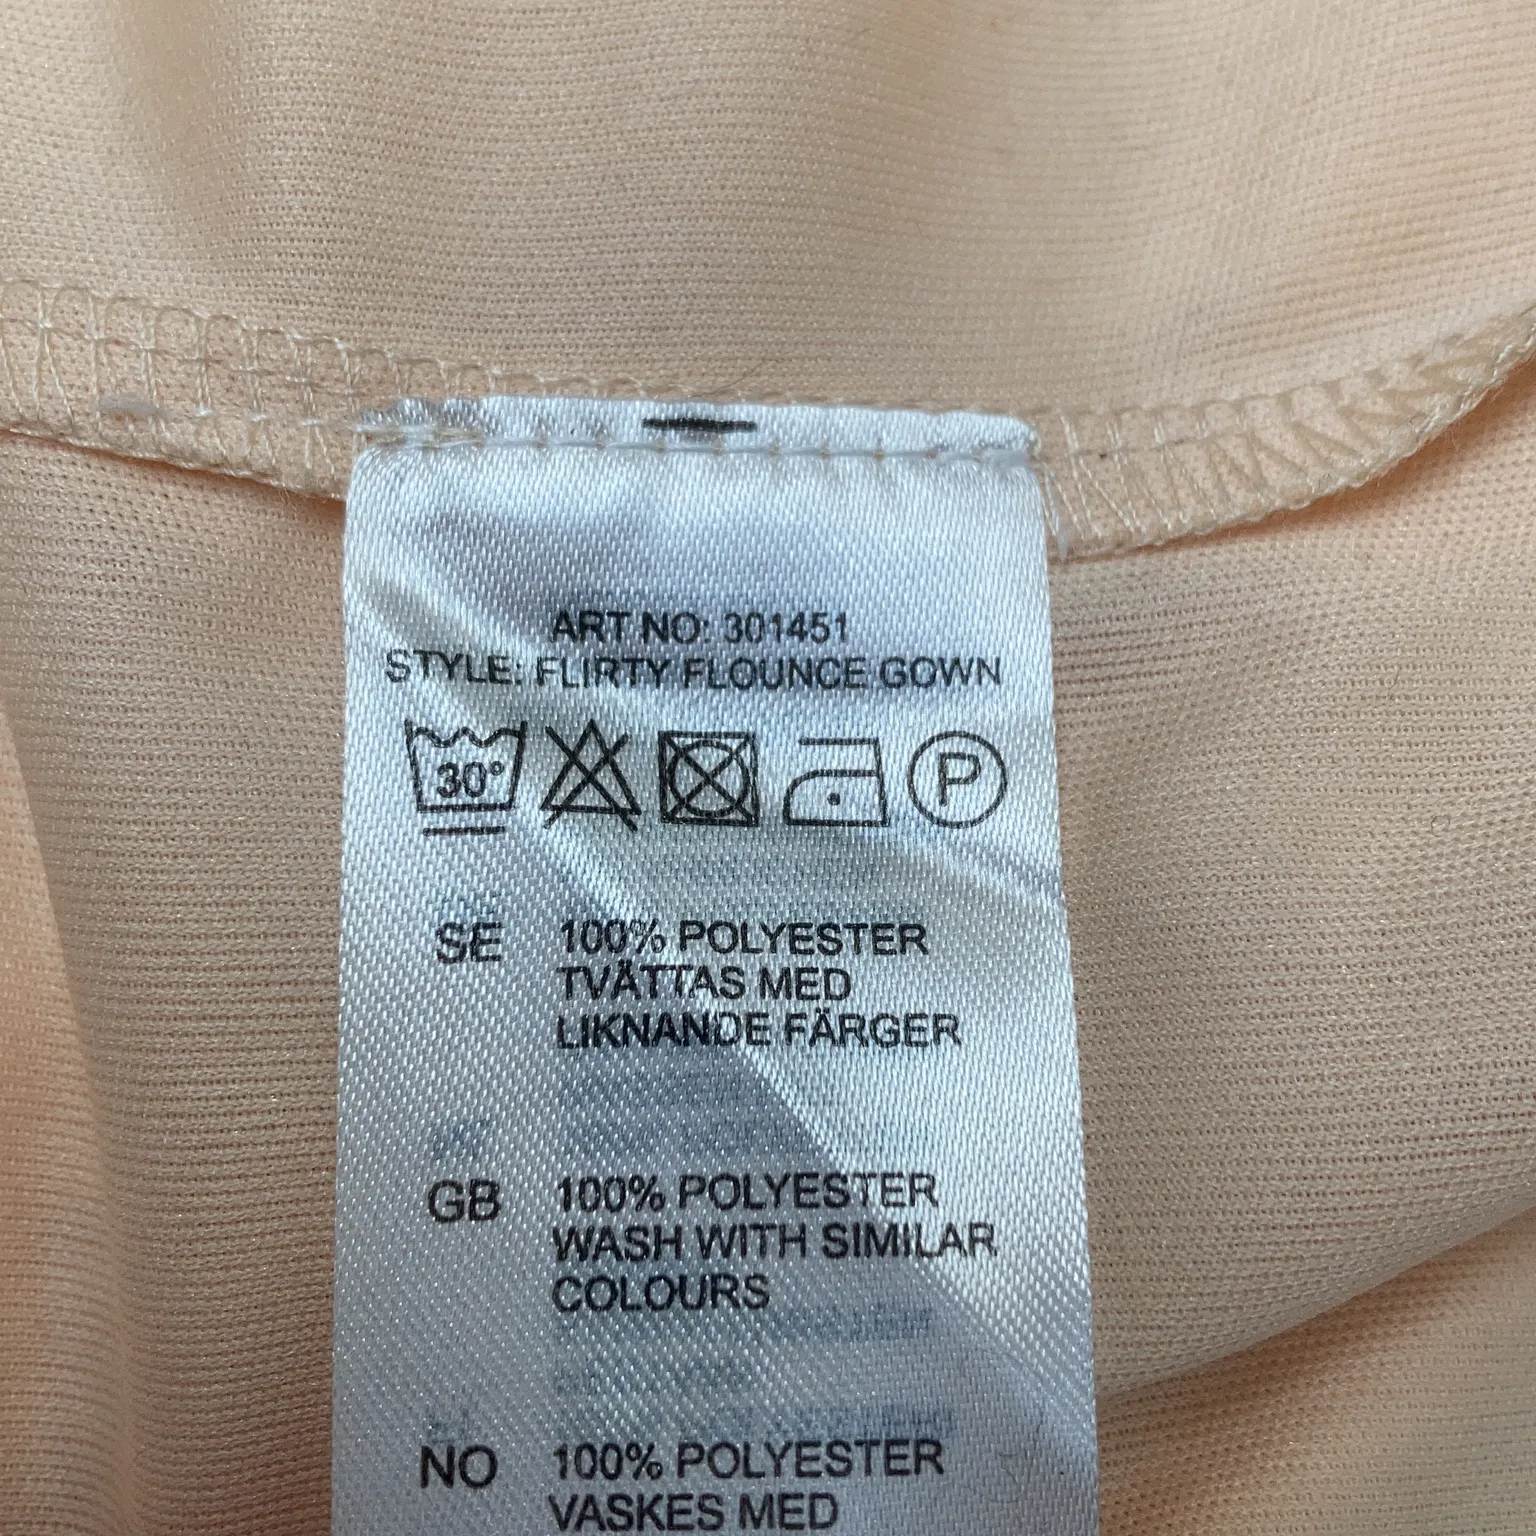 ART NO: 301451
STYLE: FLIRTY FLOUNCE GOWN
30°
P
SE 100% POLYESTER
TVÄTTAS MED
LIKNANDE FÄRGER
GB 100% POLYESTER
WASH WITH SIMILAR
COLOURS
NO 100% POLYESTER
VASKES MED